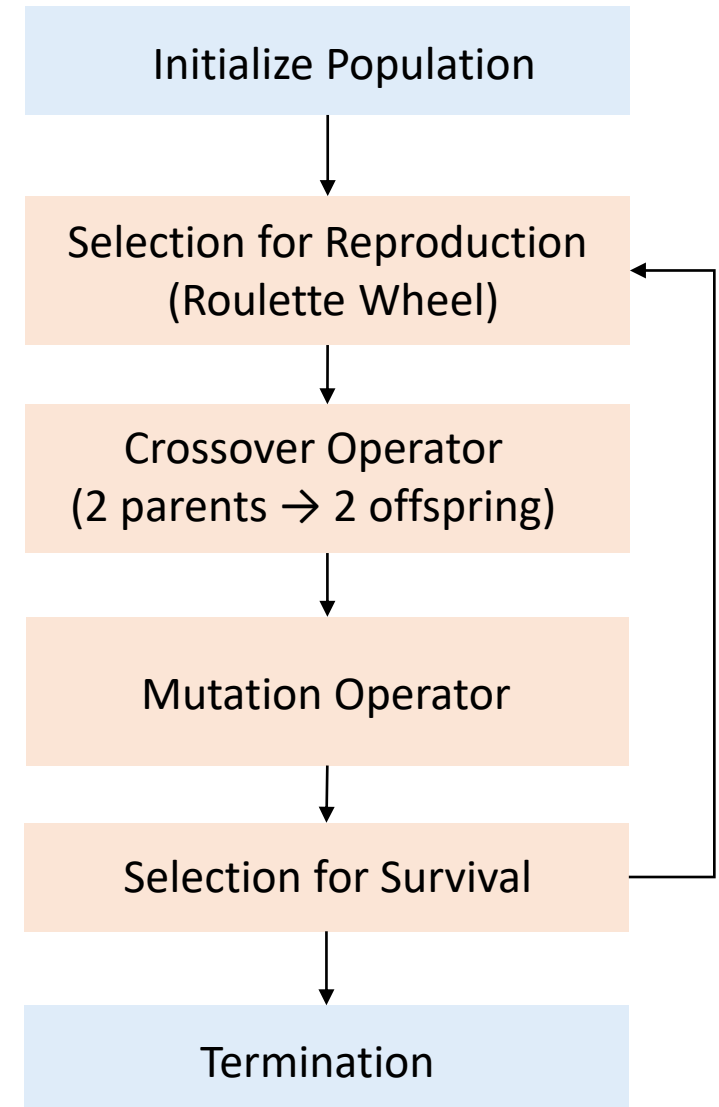 Initialize Population
Selection for Reproduction
(Roulette Wheel)
Crossover Operator
(2 parents → 2 offspring)
Mutation Operator
Selection for Survival
Termination